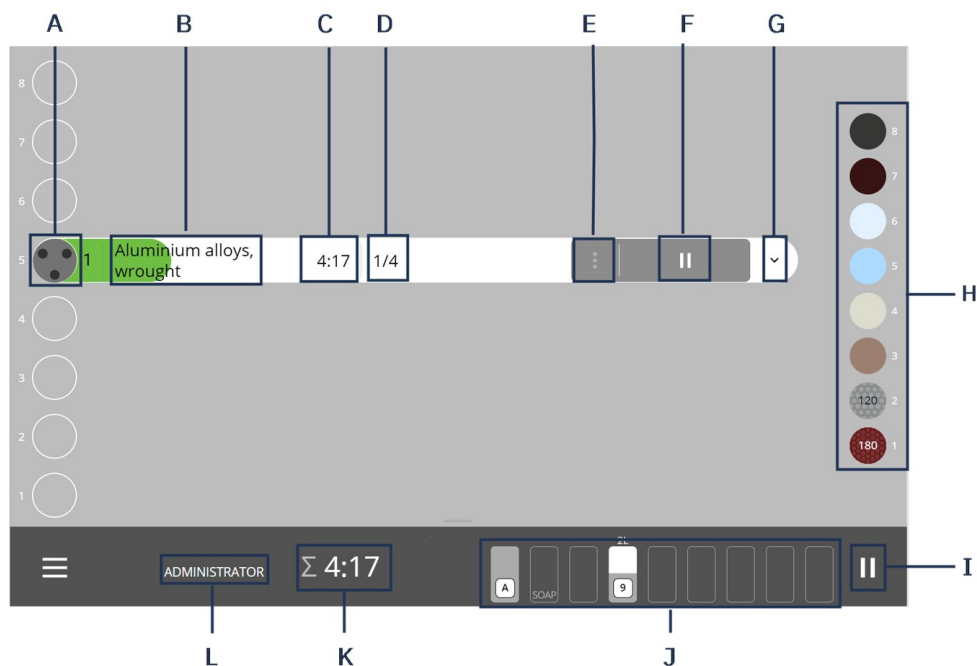 A B C D E F G
8
7
6
5 1 Aluminium alloys,
wrought 4:17 1/4
4
3
2
1
8
7
6
5
4
3
120 2
180 1
H
ADMINISTRATOR Σ 4:17
2L
A SOAP 9
I
L K J